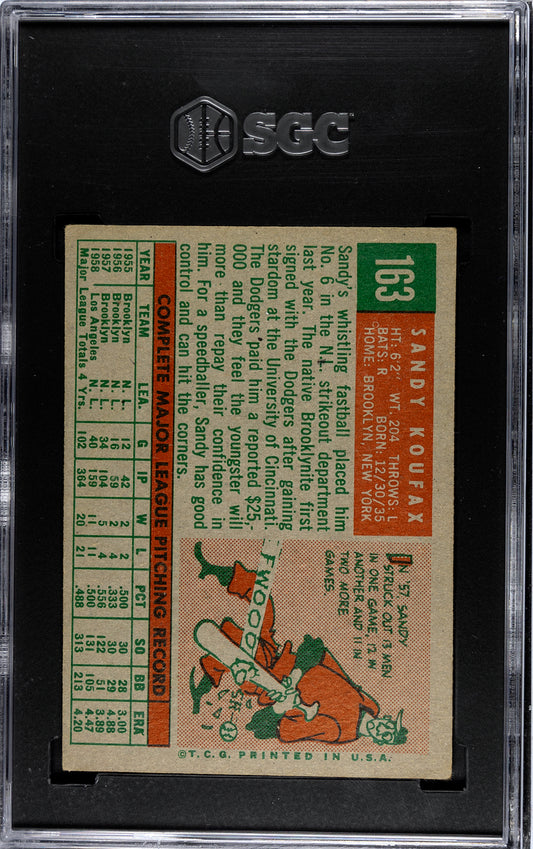 SGC
163
SANDY KOUFAX
HT: 6'2" WT. 204 THROWS: L
BATS: R BORN: 12/30/35
HOME: BROOKLYN, NEW YORK
Sandy's whistling fastball placed him
No. 6 in the N.L. strikeout department
last year. The native Brooklynite first
signed with the Dodgers after gaining
stardom at the University of Cincinnati.
The Dodgers paid him a reported $25,-
000 and they feel the youngster will
more than repay their confidence in
him. For a speedballer, Sandy has good
control and can hit the corners.
IN '57 SANDY
STRUCK OUT 13 MEN
IN ONE GAME, 12 IN
ANOTHER AND 11 IN
TWO MORE
GAMES
FWOOO
SH
COMPLETE MAJOR LEAGUE PITCHING RECORD
YEAR TEAM LEA. G IP W L PCT SO BB ERA
1955 Brooklyn N. L. 12 42 2 2 .500 30 28 3.00
1956 Brooklyn N. L. 16 59 2 4 .333 30 29 4.88
1957 Brooklyn N. L. 34 104 5 4 .556 122 51 3.89
1958 Los Angeles N. L. 40 159 11 11 .500 131 105 4.47
Major League Totals 4 Yrs. 102 364 20 21 .488 313 213 4.20
©T.C.G. PRINTED IN U.S.A.